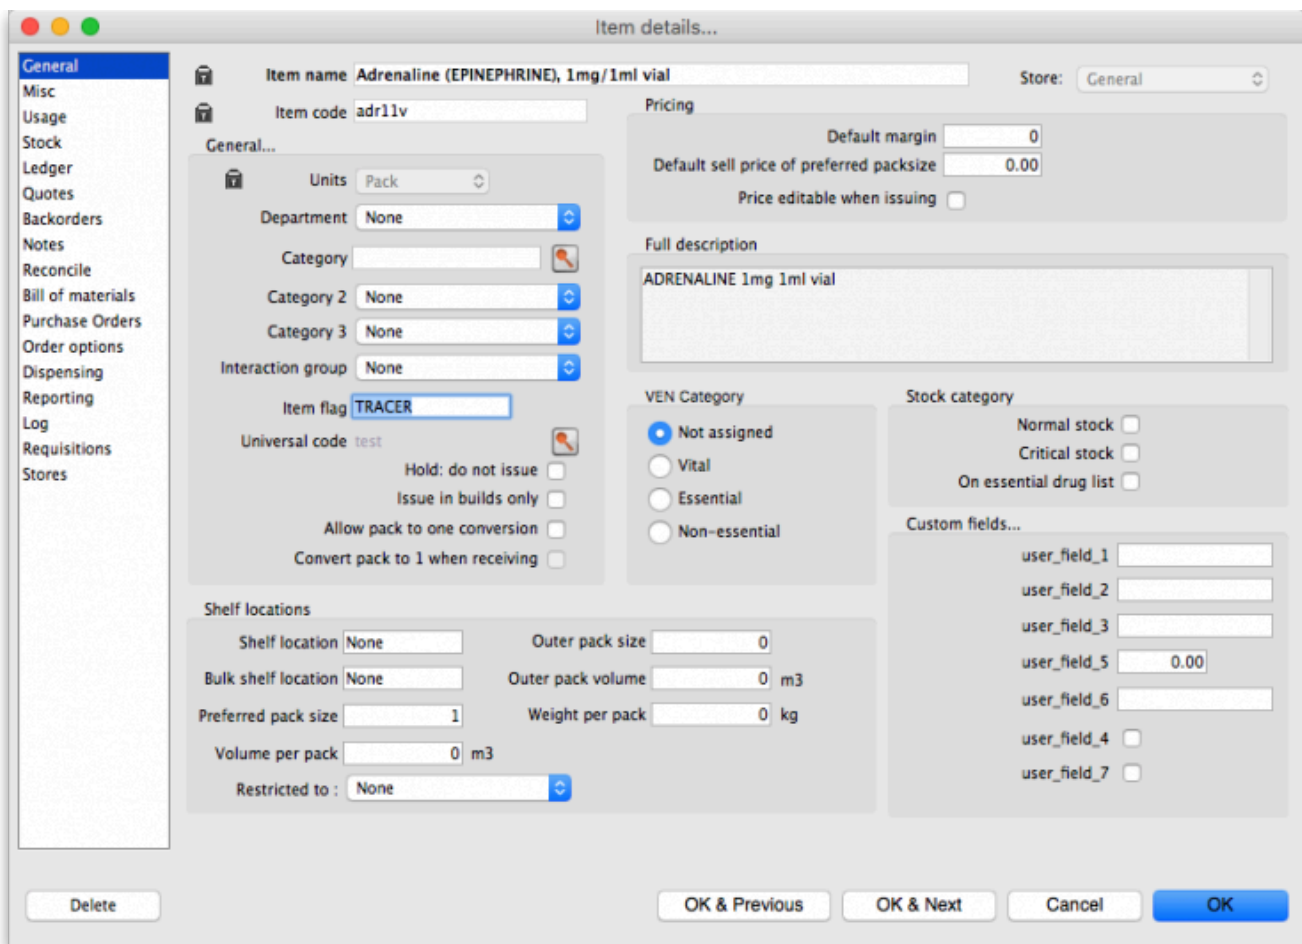 Item details...
General
Misc
Usage
Stock
Ledger
Quotes
Backorders
Notes
Reconcile
Bill of materials
Purchase Orders
Order options
Dispensing
Reporting
Log
Requisitions
Stores
Item name Adrenaline (EPINEPHRINE), 1mg/1ml vial
Store: General
Item code adr11v
General...
Units Pack
Department None
Category
Category 2 None
Category 3 None
Interaction group None
Item flag TRACER
Universal code test
Hold: do not issue
Issue in builds only
Allow pack to one conversion
Convert pack to 1 when receiving
Pricing
Default margin 0
Default sell price of preferred packsize 0.00
Price editable when issuing
Full description
ADRENALINE 1mg 1ml vial
VEN Category
Not assigned
Vital
Essential
Non-essential
Stock category
Normal stock
Critical stock
On essential drug list
Custom fields...
user_field_1
user_field_2
user_field_3
user_field_5 0.00
user_field_6
user_field_4
user_field_7
Shelf locations
Shelf location None
Bulk shelf location None
Preferred pack size 1
Volume per pack 0 m3
Restricted to : None
Outer pack size 0
Outer pack volume 0 m3
Weight per pack 0 kg
Delete
OK & Previous
OK & Next
Cancel
OK